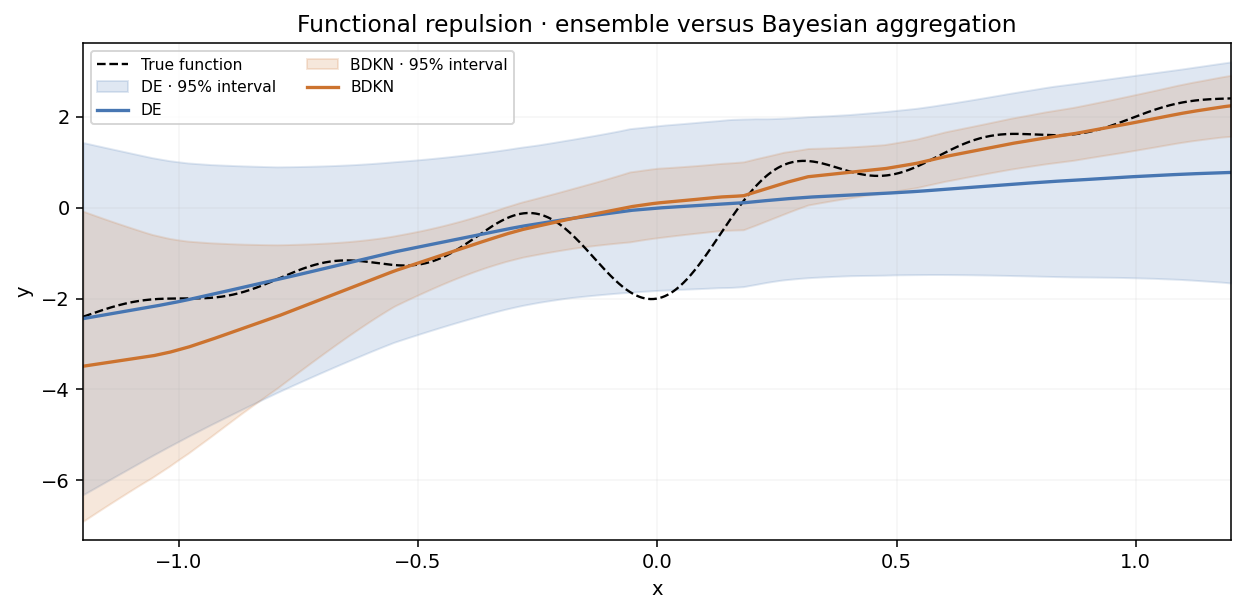 Functional repulsion · ensemble versus Bayesian aggregation
True function
DE · 95% interval
DE
BDKN · 95% interval
BDKN
y
2
0
−2
−4
−6
−1.0
−0.5
0.0
0.5
1.0
x